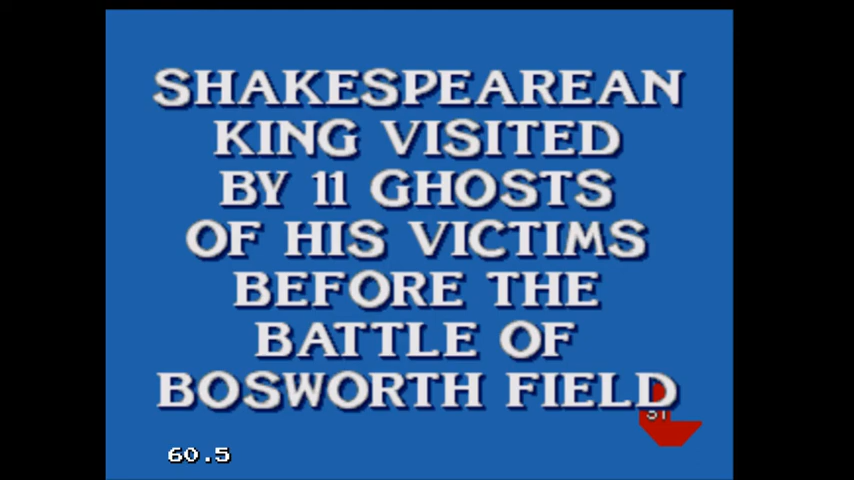 SHAKESPEAREAN
KING VISITED
BY 11 GHOSTS
OF HIS VICTIMS
BEFORE THE
BATTLE OF
BOSWORTH FIELD
60.5